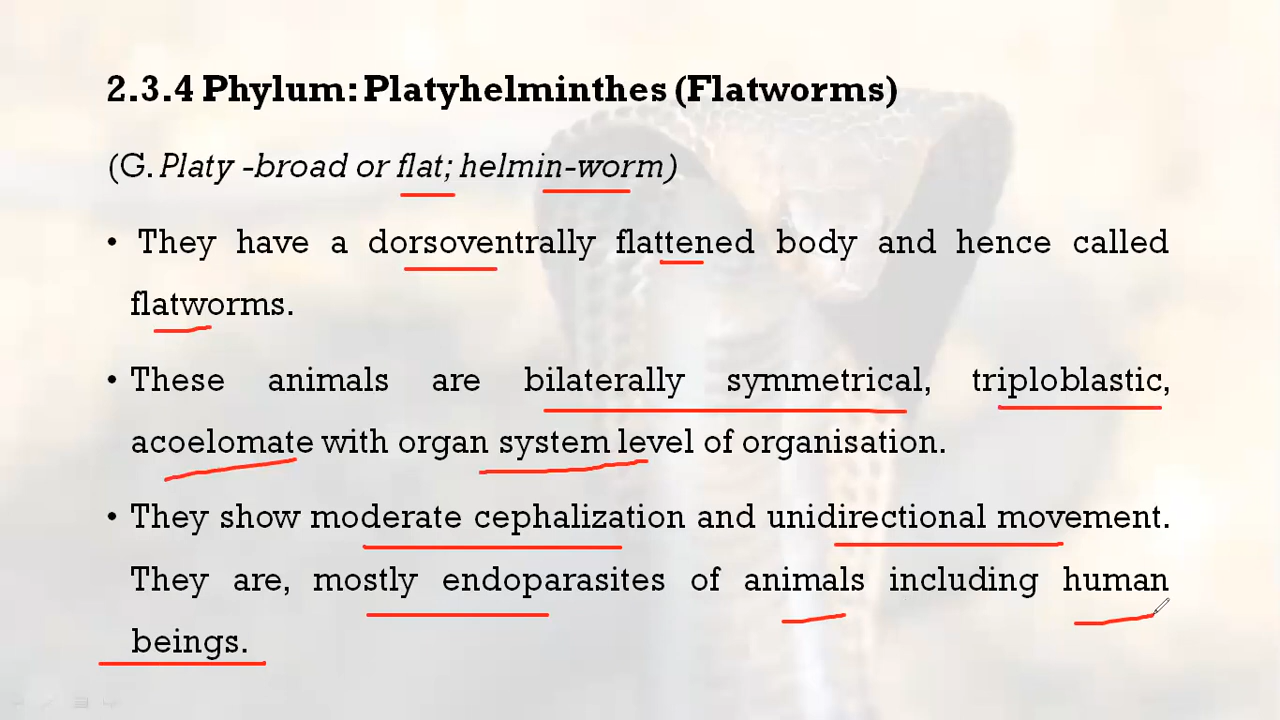 2.3.4 Phylum: Platyhelminthes (Flatworms)
(G. Platy -broad or flat; helmin-worm)
• They have a dorsoventrally flattened body and hence called
flatworms.
• These animals are bilaterally symmetrical, triploblastic,
acoelomate with organ system level of organisation.
• They show moderate cephalization and unidirectional movement.
They are, mostly endoparasites of animals including human
beings.